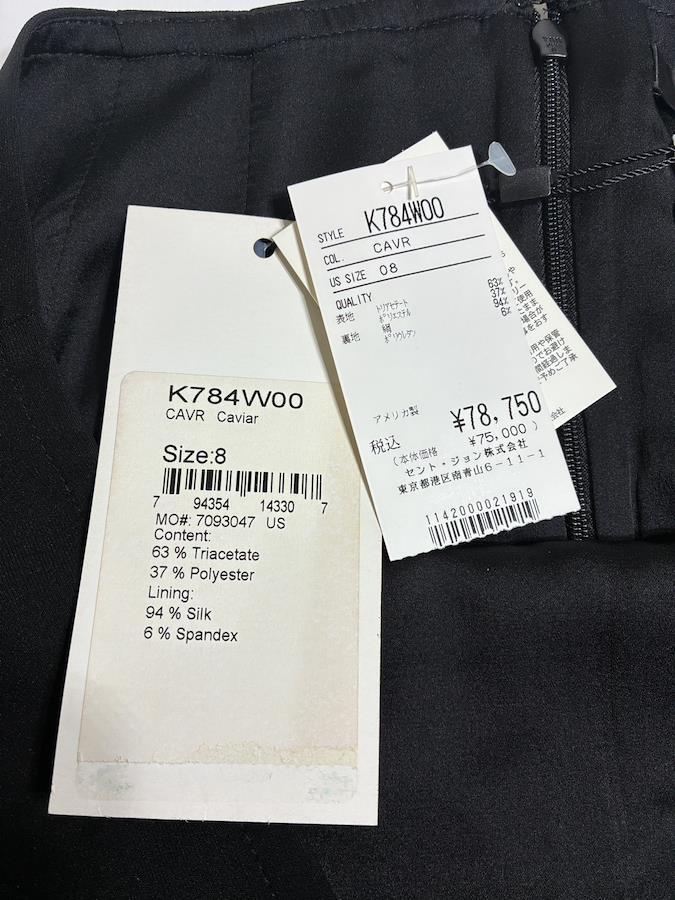 K784W00
CAVR Caviar
Size:8
7 94354 14330 7
MO#: 7093047 US
Content:
63 % Triacetate
37 % Polyester
Lining:
94 % Silk
6 % Spandex
STYLE K784W00
COL. CAVR
US SIZE 08
QUALITY
表地 トリアセテート 63%
ポリエステル 37%
裏地 絹 94%
ポリウレタン 6%
アメリカ製
¥78,750
税込
(本体価格 ¥75,000)
セント・ジョン株式会社
東京都港区南青山6-11-1
1142000021919